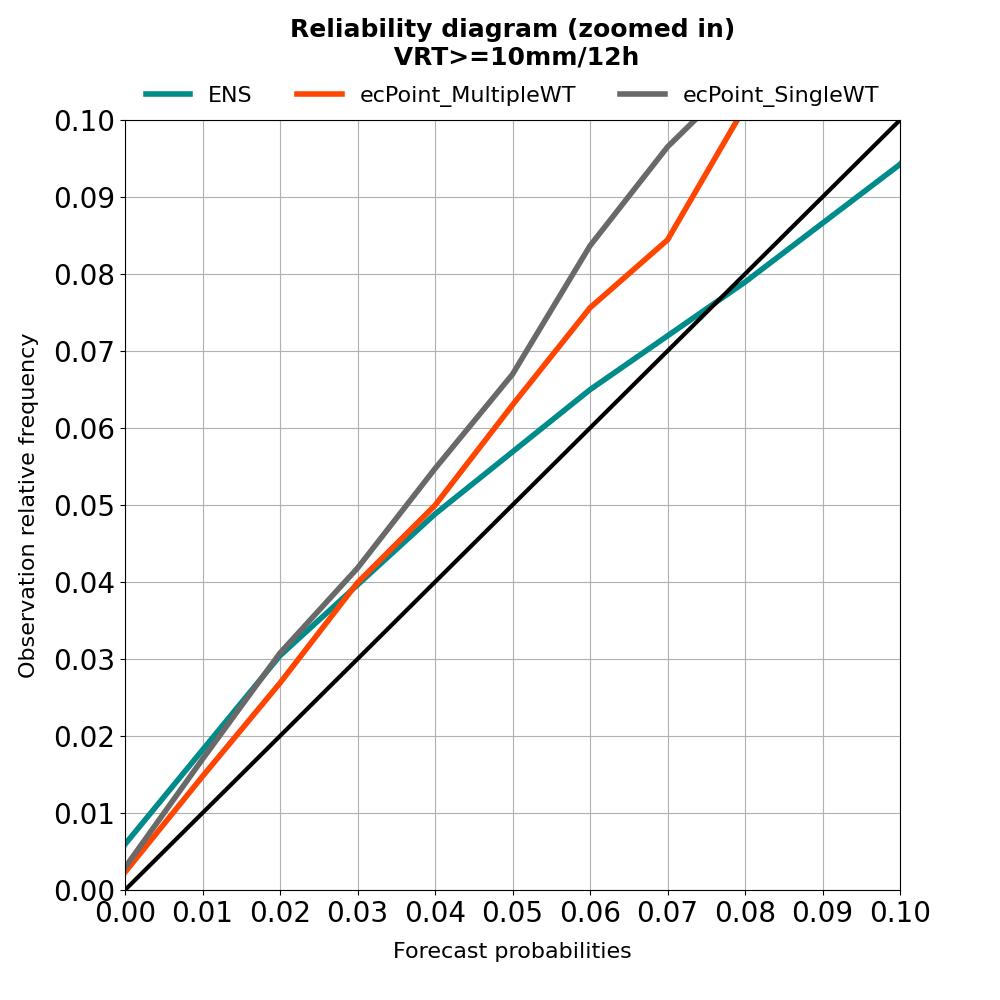 Reliability diagram (zoomed in)
VRT>=10mm/12h
ENS ecPoint_MultipleWT ecPoint_SingleWT
0.10
0.09
0.08
0.07
0.06
0.05
0.04
0.03
0.02
0.01
0.00
Observation relative frequency
0.00 0.01 0.02 0.03 0.04 0.05 0.06 0.07 0.08 0.09 0.10
Forecast probabilities